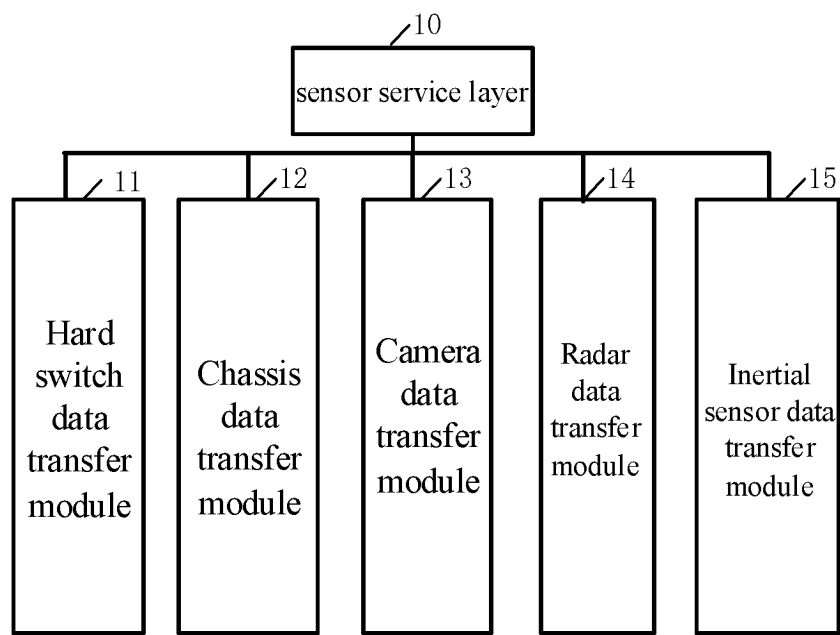 10
sensor service layer
11
12
13
14
15
Hard
switch
data
transfer
module
Chassis
data
transfer
module
Camera
data
transfer
module
Radar
data
transfer
module
Inertial
sensor data
transfer
module